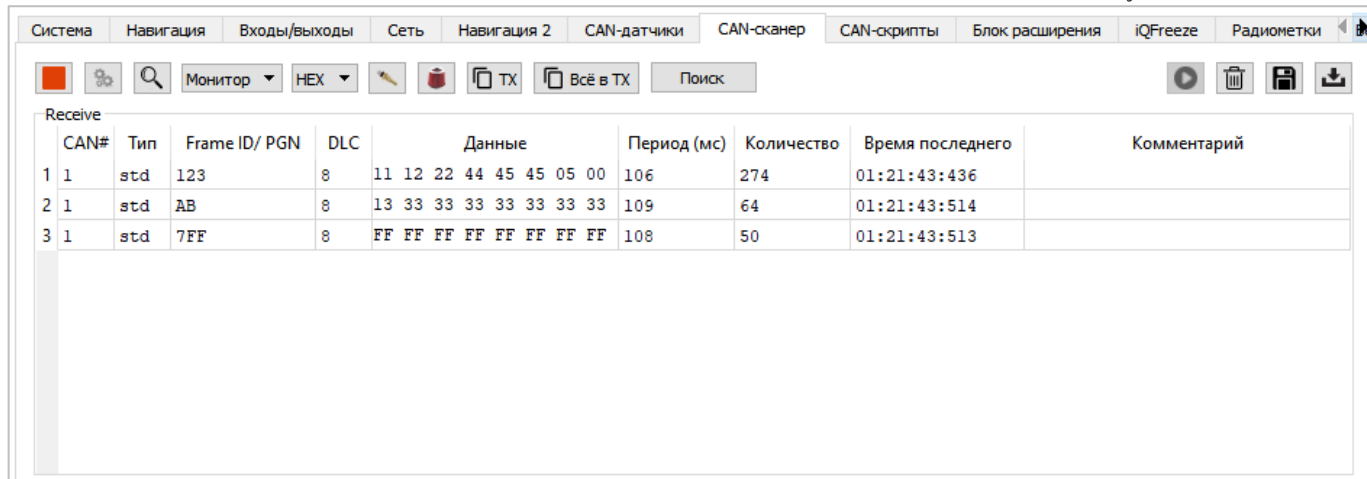 Система Навигация Входы/выходы Сеть Навигация 2 CAN-датчики CAN-сканер CAN-скрипты Блок расширения iQFreeze Радиометки
Монитор HEX TX Всё в TX Поиск
Receive
CAN# Тип Frame ID/ PGN DLC Данные Период (мс) Количество Время последнего Комментарий
1 1 std 123 8 11 12 22 44 45 45 05 00 106 274 01:21:43:436
2 1 std AB 8 13 33 33 33 33 33 33 33 109 64 01:21:43:514
3 1 std 7FF 8 FF FF FF FF FF FF FF FF 108 50 01:21:43:513